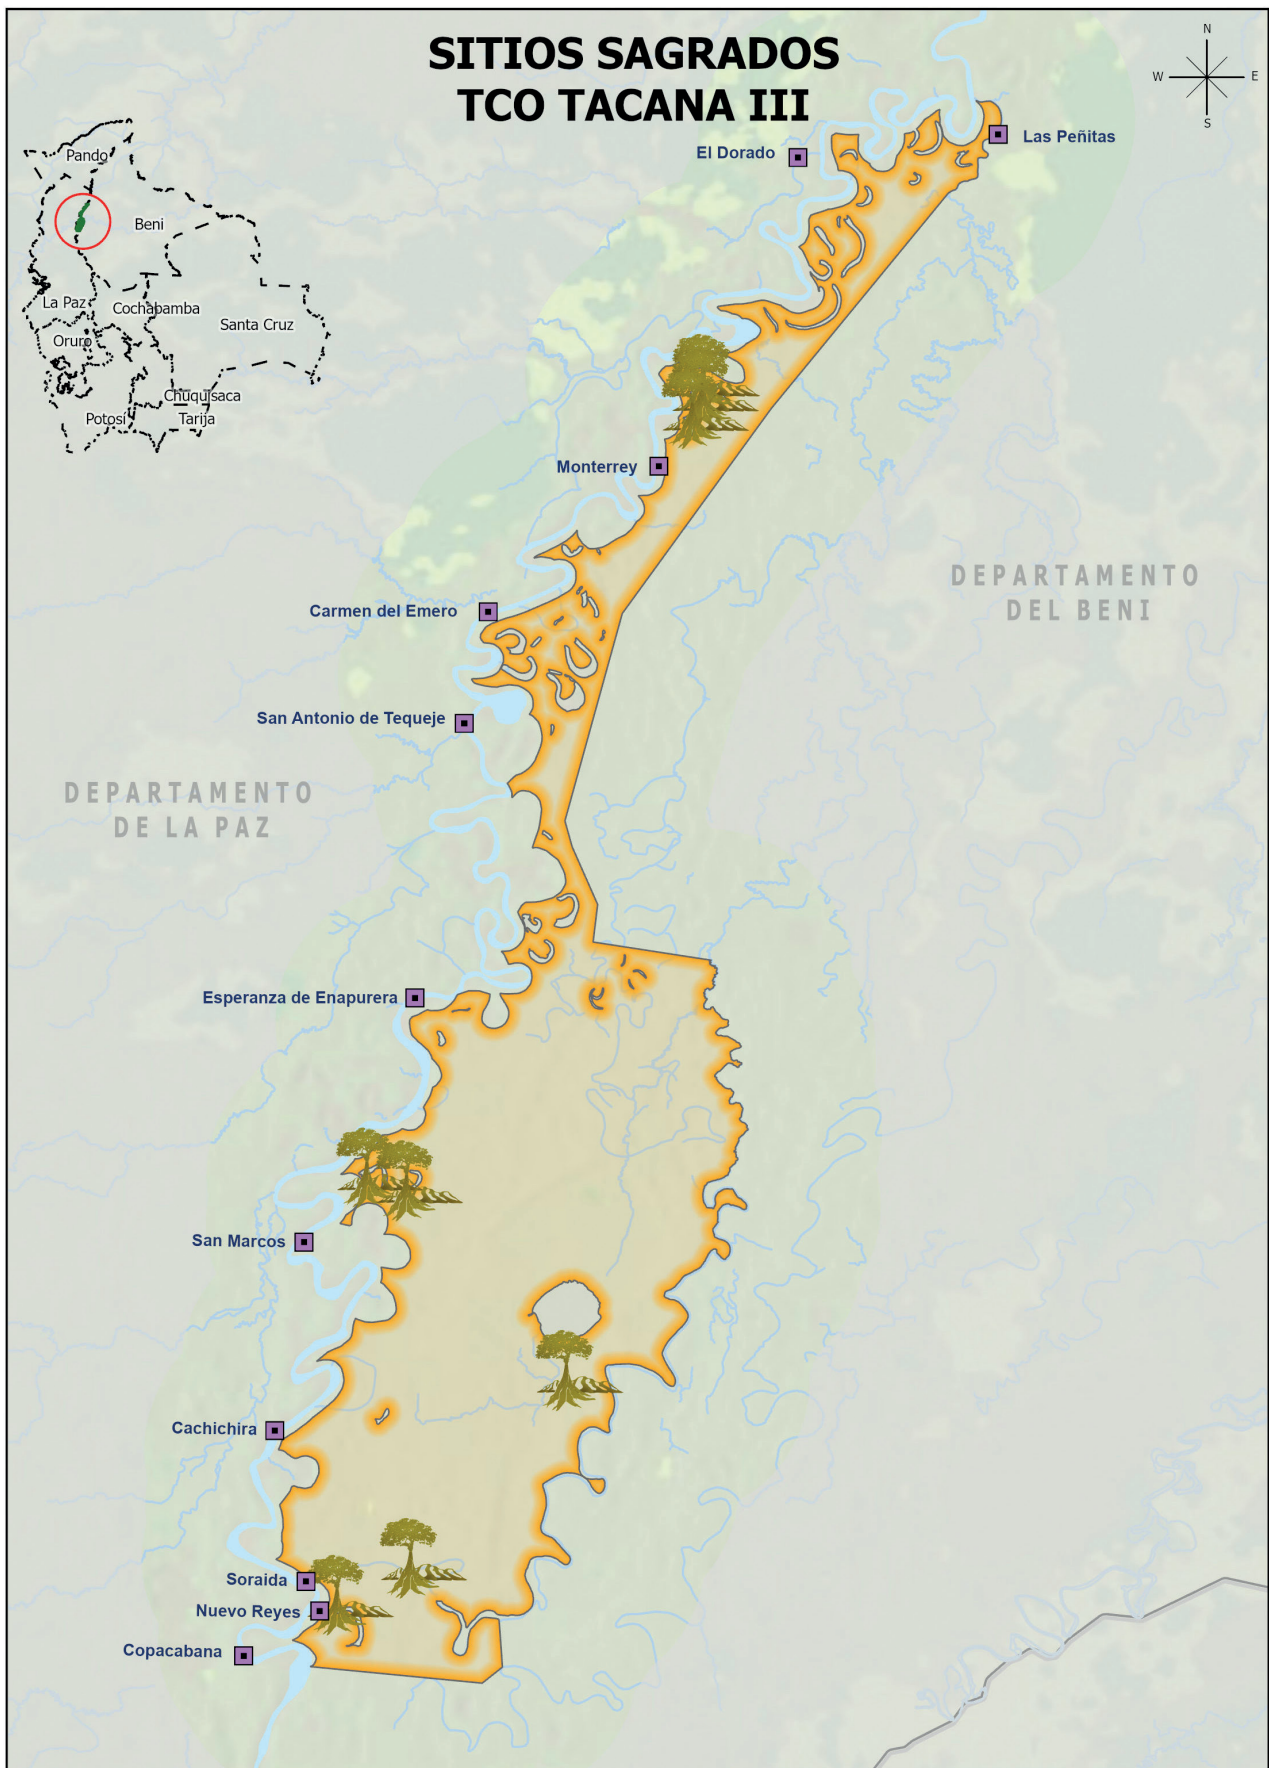 SITIOS SAGRADOS
TCO TACANA III
N
W
E
S
Pando
Beni
La Paz
Cochabamba
Santa Cruz
Oruro
Chuquisaca
Potosí
Tarija
El Dorado
Las Peñitas
Monterrey
DEPARTAMENTO
DEL BENI
Carmen del Emero
San Antonio de Tequeje
DEPARTAMENTO
DE LA PAZ
Esperanza de Enapurera
San Marcos
Cachichira
Soraida
Nuevo Reyes
Copacabana